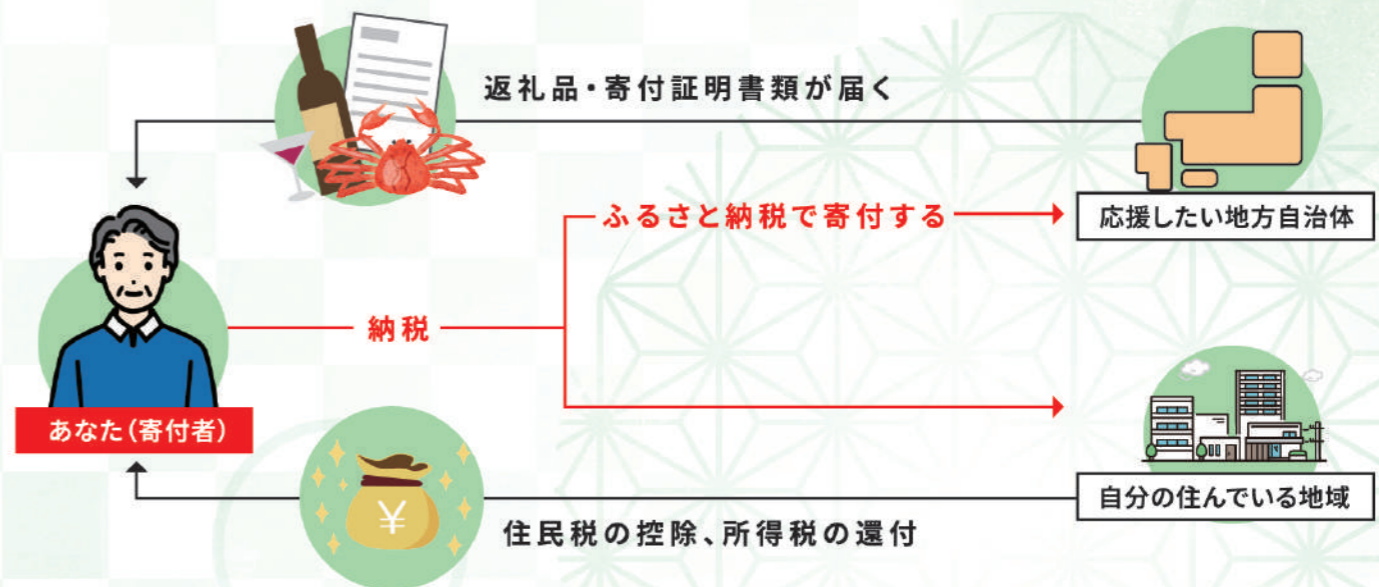 返礼品・寄付証明書類が届く
ふるさと納税で寄付する
応援したい地方自治体
納税
あなた(寄付者)
¥
自分の住んでいる地域
住民税の控除、所得税の還付